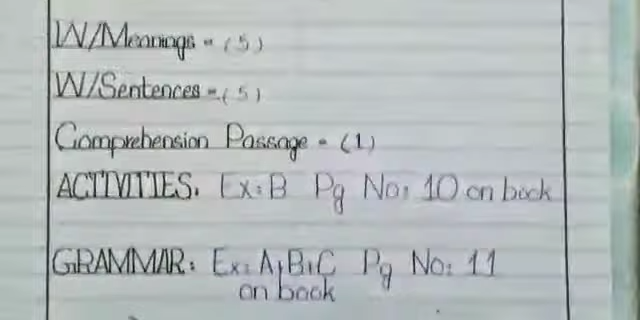 W/Meanings - (5)
W/Sentences - (5)
Comprehension Passage - (1)
ACTIVITIES. Ex: B Pg No: 10 on book
GRAMMAR: Ex: A,B,C Pg No: 11
on book